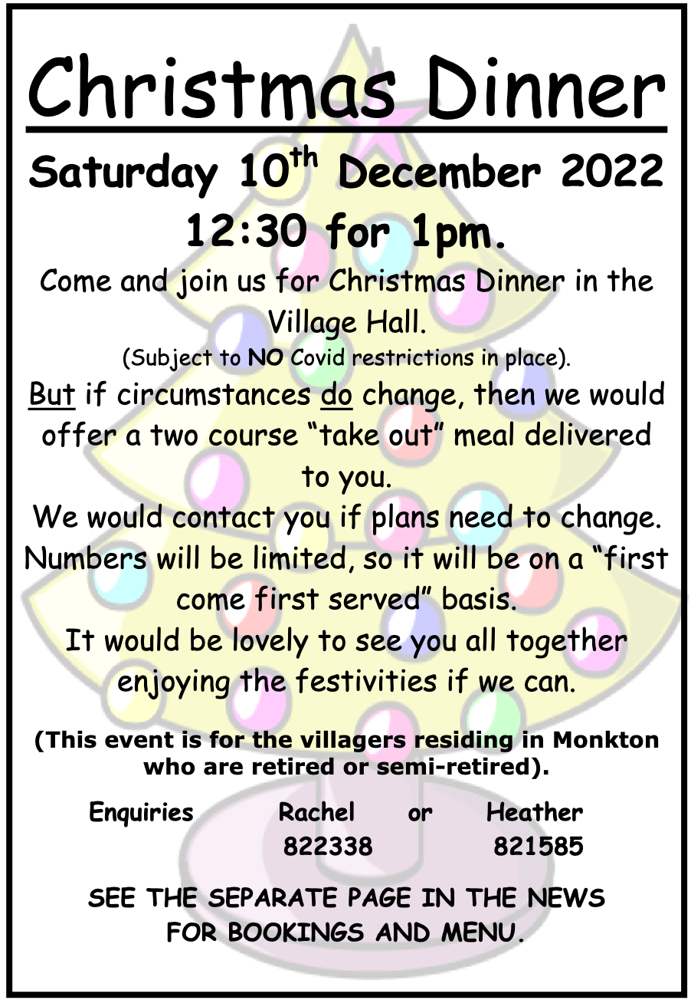 Christmas Dinner
Saturday 10th December 2022
12:30 for 1pm.
Come and join us for Christmas Dinner in the
Village Hall.
(Subject to NO Covid restrictions in place).
But if circumstances do change, then we would
offer a two course “take out” meal delivered
to you.
We would contact you if plans need to change.
Numbers will be limited, so it will be on a “first
come first served” basis.
It would be lovely to see you all together
enjoying the festivities if we can.
(This event is for the villagers residing in Monkton
who are retired or semi-retired).
Enquiries Rachel or Heather
822338 821585
SEE THE SEPARATE PAGE IN THE NEWS
FOR BOOKINGS AND MENU.